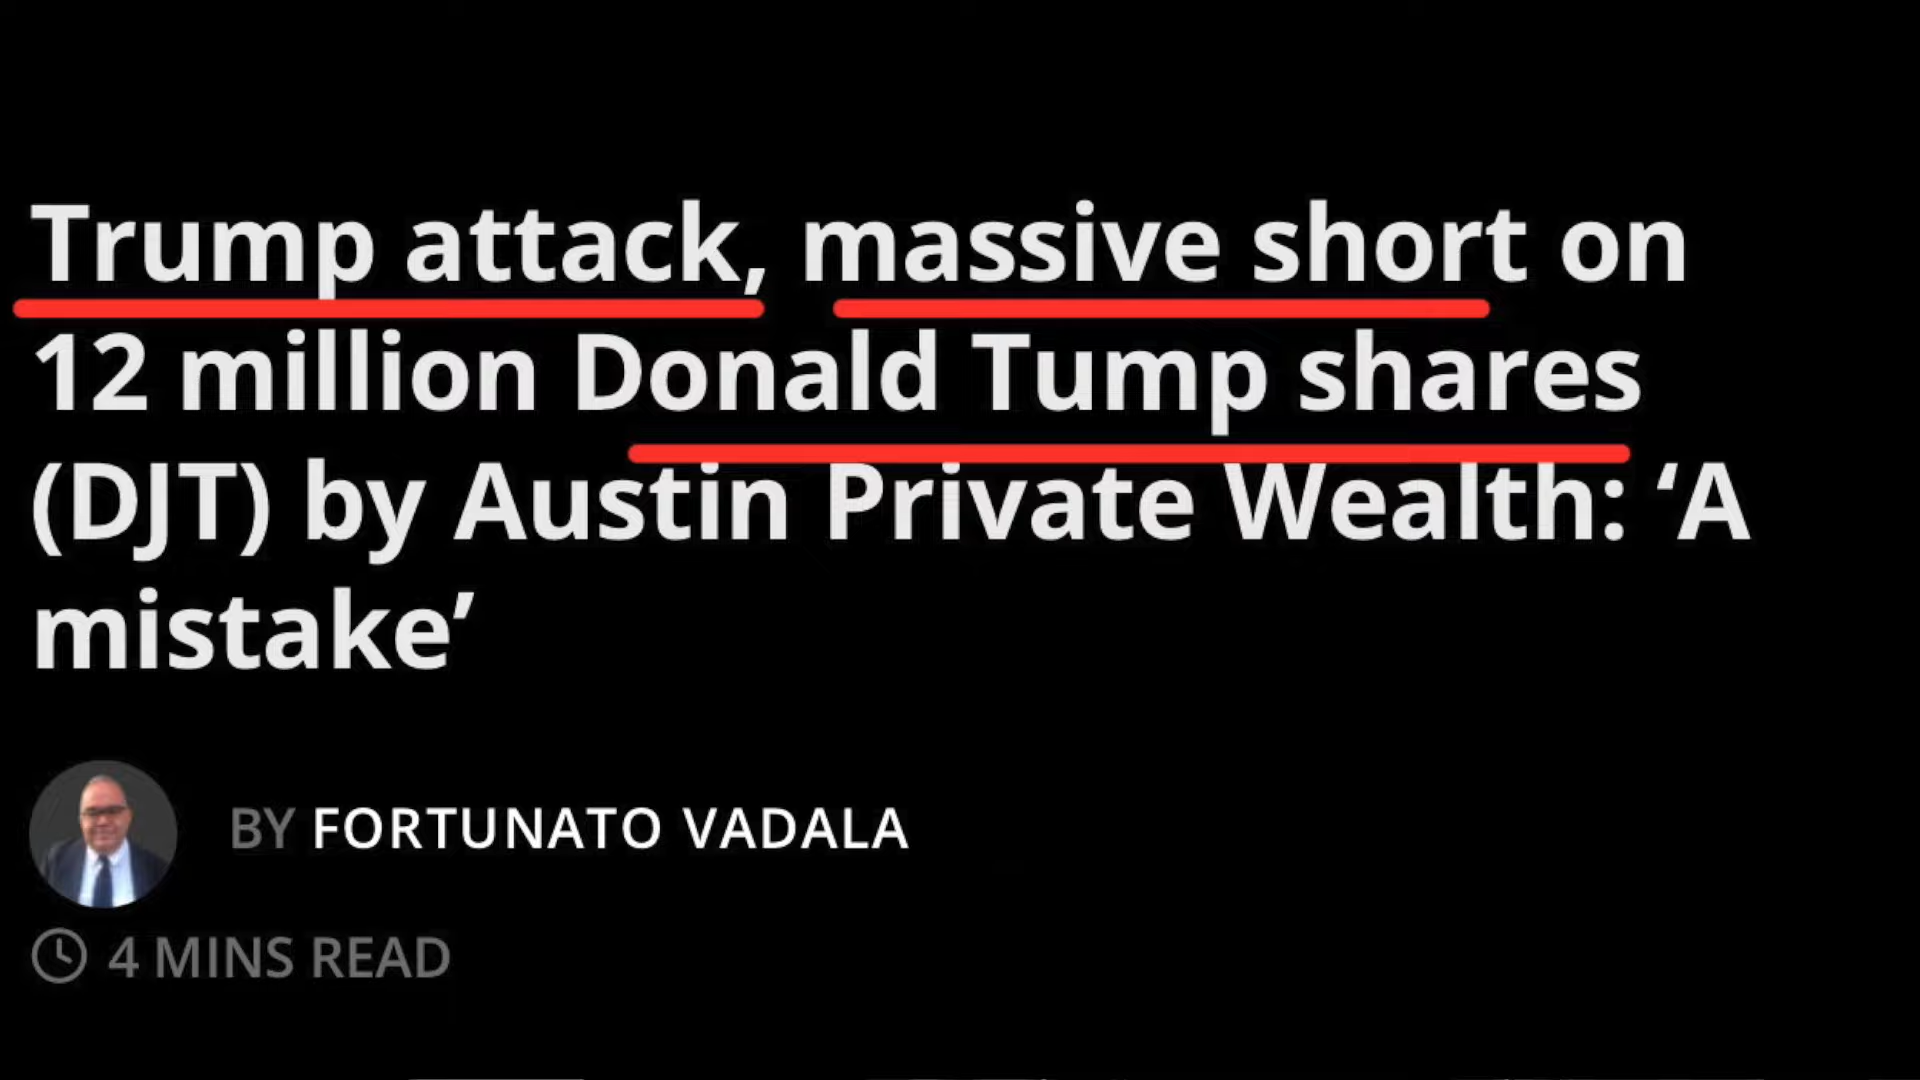 Trump attack, massive short on
12 million Donald Tump shares
(DJT) by Austin Private Wealth: ‘A
mistake’
BY FORTUNATO VADALA
4 MINS READ